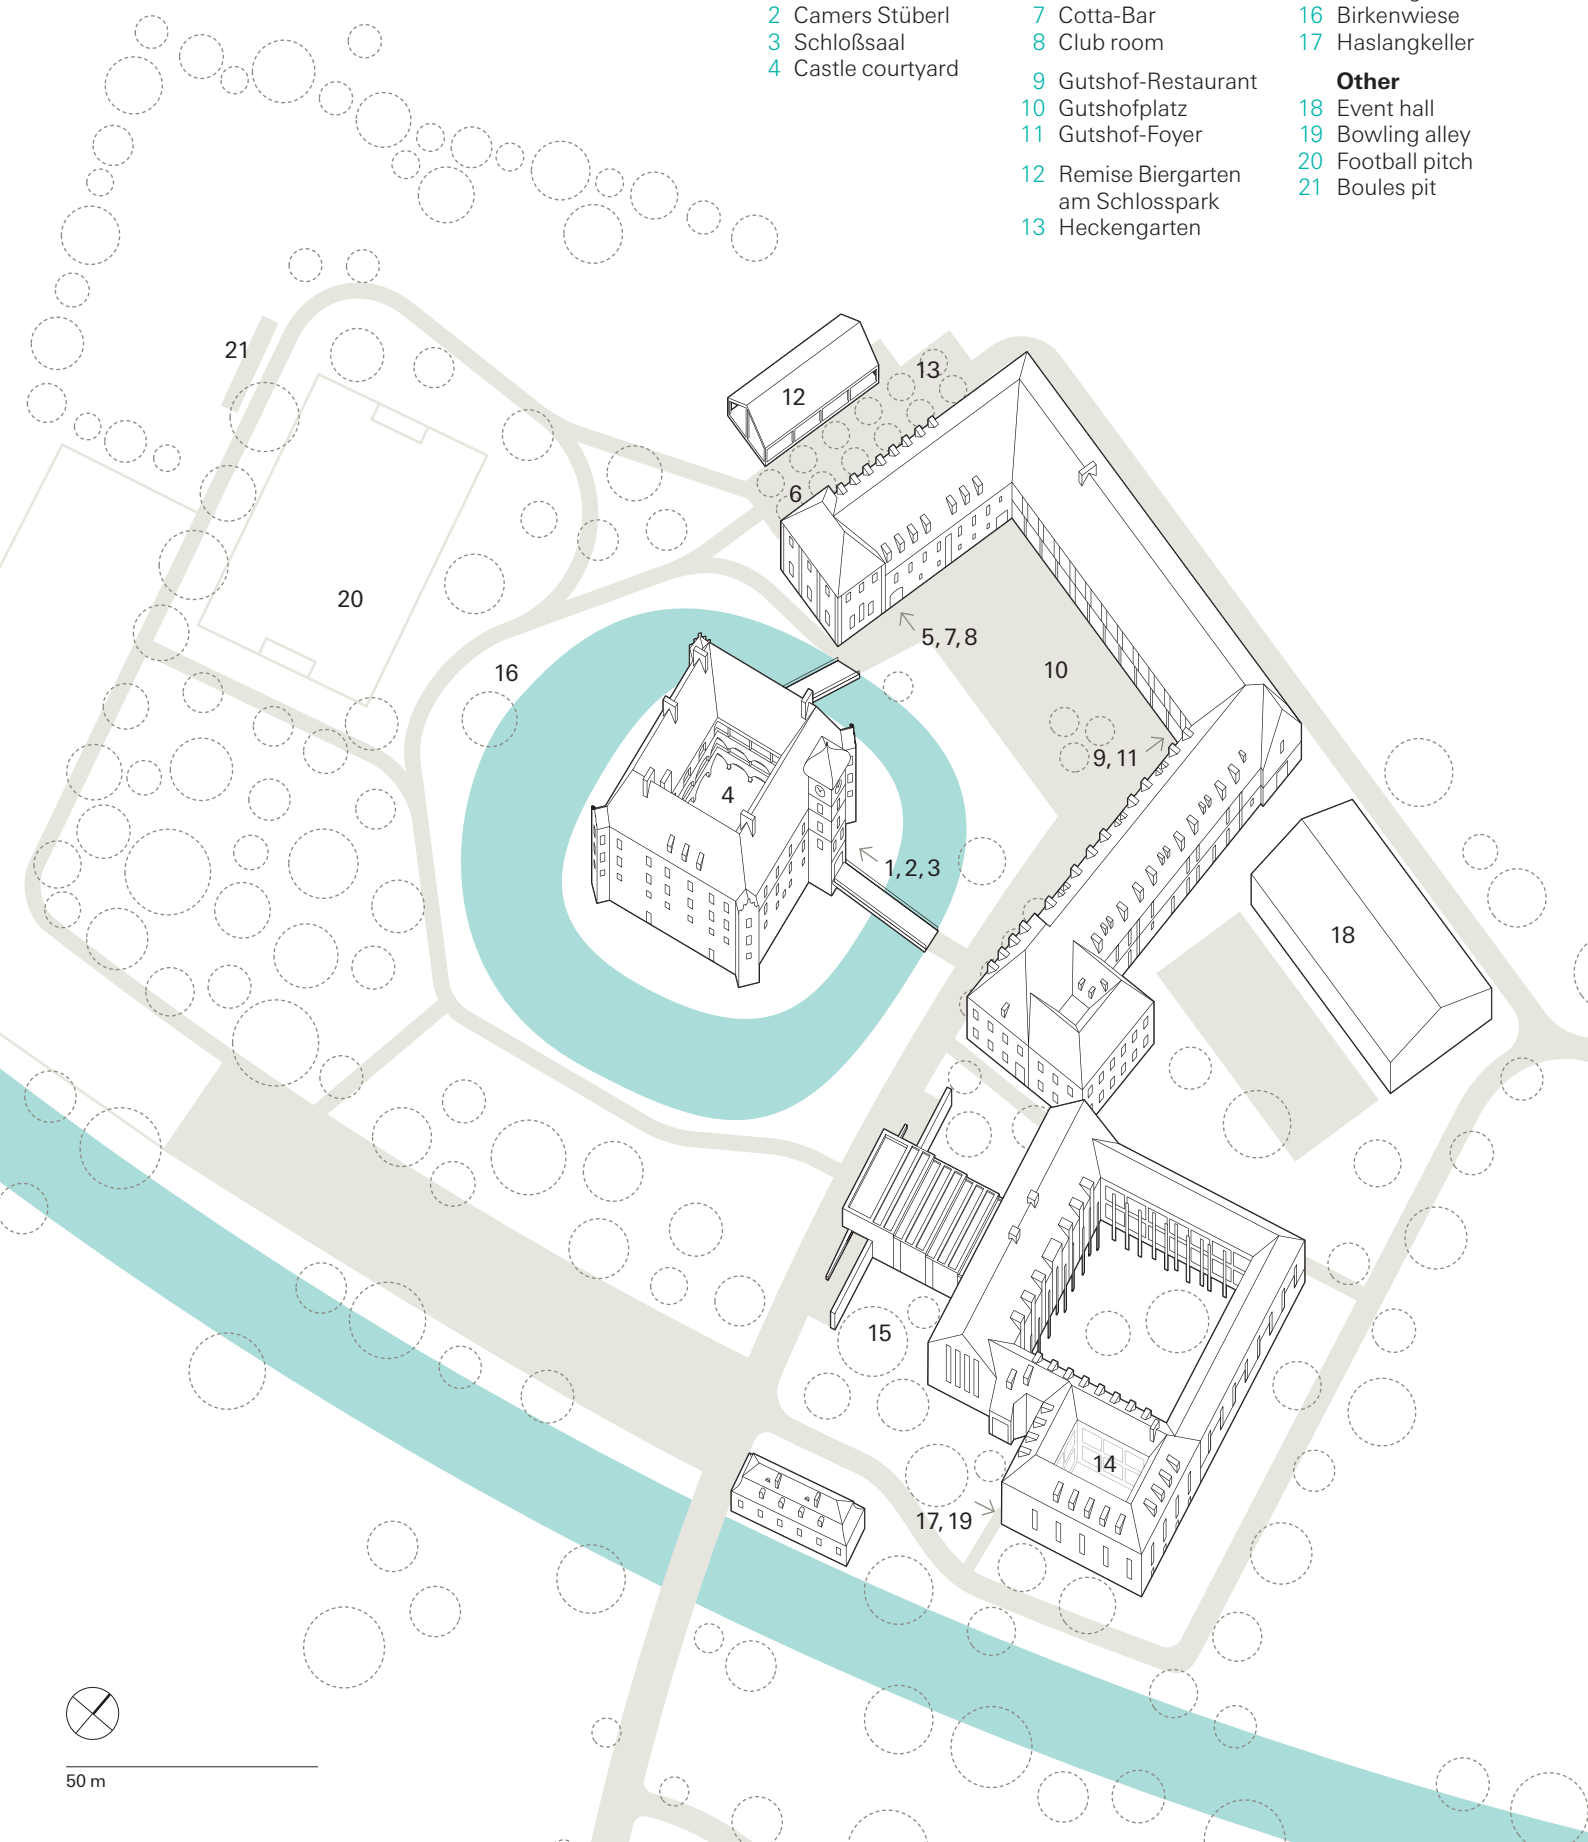 2 Camers Stüberl
3 Schloßsaal
4 Castle courtyard
7 Cotta-Bar
8 Club room
9 Gutshof-Restaurant
10 Gutshofplatz
11 Gutshof-Foyer
12 Remise Biergarten
am Schlosspark
13 Heckengarten
16 Birkenwiese
17 Haslangkeller
Other
18 Event hall
19 Bowling alley
20 Football pitch
21 Boules pit
21
12
13
6
20
5, 7, 8
16
10
9, 11
4
1, 2, 3
18
15
14
17, 19
50 m